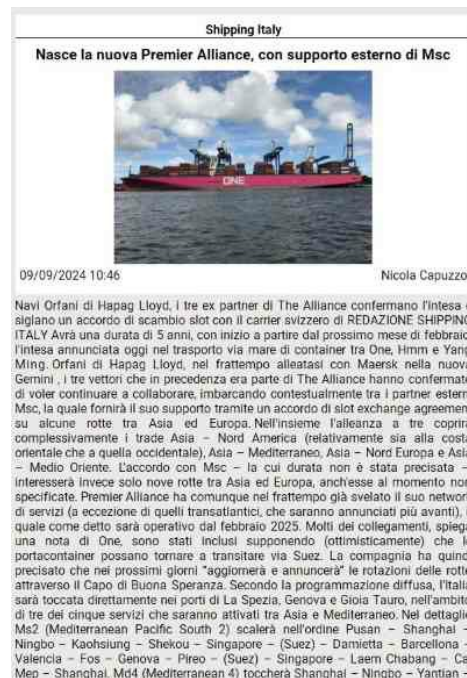 Shipping Italy
Nasce la nuova Premier Alliance, con supporto esterno di Msc
ONE
09/09/2024 10:46
Nicola Capuzzo
Navi Orfani di Hapag Lloyd, i tre ex partner di The Alliance confermano l'intesa
siglano un accordo di scambio slot con il carrier svizzero di REDAZIONE SHIPPING
ITALY Avrà una durata di 5 anni, con inizio a partire dal prossimo mese di febbraio
l'intesa annunciata oggi nel trasporto via mare di container tra One, Hmm e Yang
Ming. Orfani di Hapag Lloyd, nel frattempo alleatasi con Maersk nella nuova
Gemini , i tre vettori che in precedenza era parte di The Alliance hanno confermato
di voler continuare a collaborare, imbarcando contestualmente tra i partner esterni
Msc, la quale fornirà il suo supporto tramite un accordo di slot exchange agreement
su alcune rotte tra Asia ed Europa. Nell'insieme l'alleanza a tre coprirà
complessivamente i trade Asia – Nord America (relativamente sia alla costa
orientale che a quella occidentale), Asia – Mediterraneo, Asia – Nord Europa e Asia
– Medio Oriente. L'accordo con Msc – la cui durata non è stata precisata –
interesserà invece solo nove rotte tra Asia ed Europa, anch'esse al momento non
specificate. Premier Alliance ha comunque nel frattempo già svelato il suo network
di servizi (a eccezione di quelli transatlantici, che saranno annunciati più avanti),
quale come detto sarà operativo dal febbraio 2025. Molti dei collegamenti, spiega
una nota di One, sono stati inclusi supponendo (ottimisticamente) che le
portacontainer possano tornare a transitare via Suez. La compagnia ha quindi
precisato che nei prossimi giorni "aggiornerà e annuncerà" le rotazioni delle rotte
attraverso il Capo di Buona Speranza. Secondo la programmazione diffusa, l'Italia
sarà toccata direttamente nei porti di La Spezia, Genova e Gioia Tauro, nell'ambito
di tre dei cinque servizi che saranno attivati tra Asia e Mediterraneo. Nel dettaglio
Ms2 (Mediterranean Pacific South 2) scalerà nell'ordine Pusan – Shanghai –
Ningbo – Kaohsiung – Shekou – Singapore – (Suez) – Damietta – Barcellona –
Valencia – Fos – Genova – Pireo – (Suez) – Singapore – Laem Chabang – Cai
Mep – Shanghai. Md4 (Mediterranean 4) toccherà Shanghai – Ningbo – Yantian –